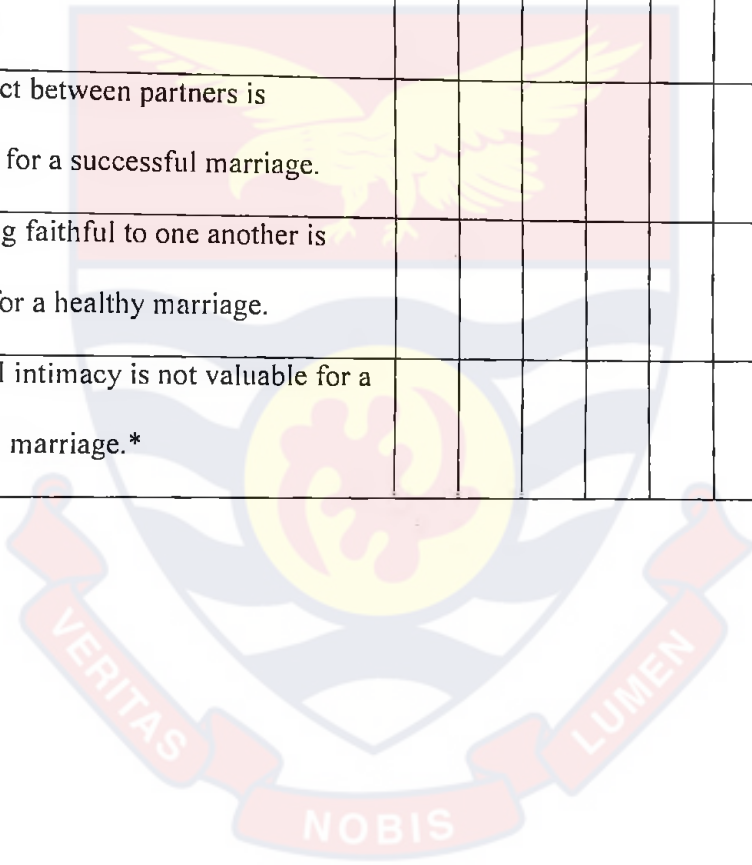 ct between partners is
for a successful marriage.
g faithful to one another is
or a healthy marriage.
l intimacy is not valuable for a
marriage.*
VERITAS
NOBIS
LUMEN